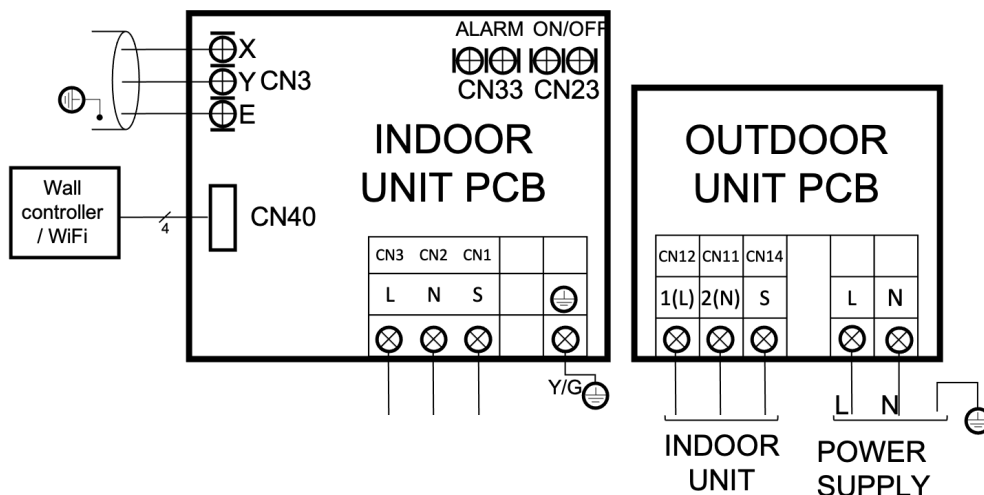 ALARM ON/OFF
X
Y CN3
E
CN33 CN23
INDOOR
UNIT PCB
Wall
controller
/ WiFi
4
CN40
CN3 CN2 CN1
L N S
Y/G
OUTDOOR
UNIT PCB
CN12 CN11 CN14
1(L) 2(N) S L N
L N
INDOOR
UNIT
POWER
SUPPLY